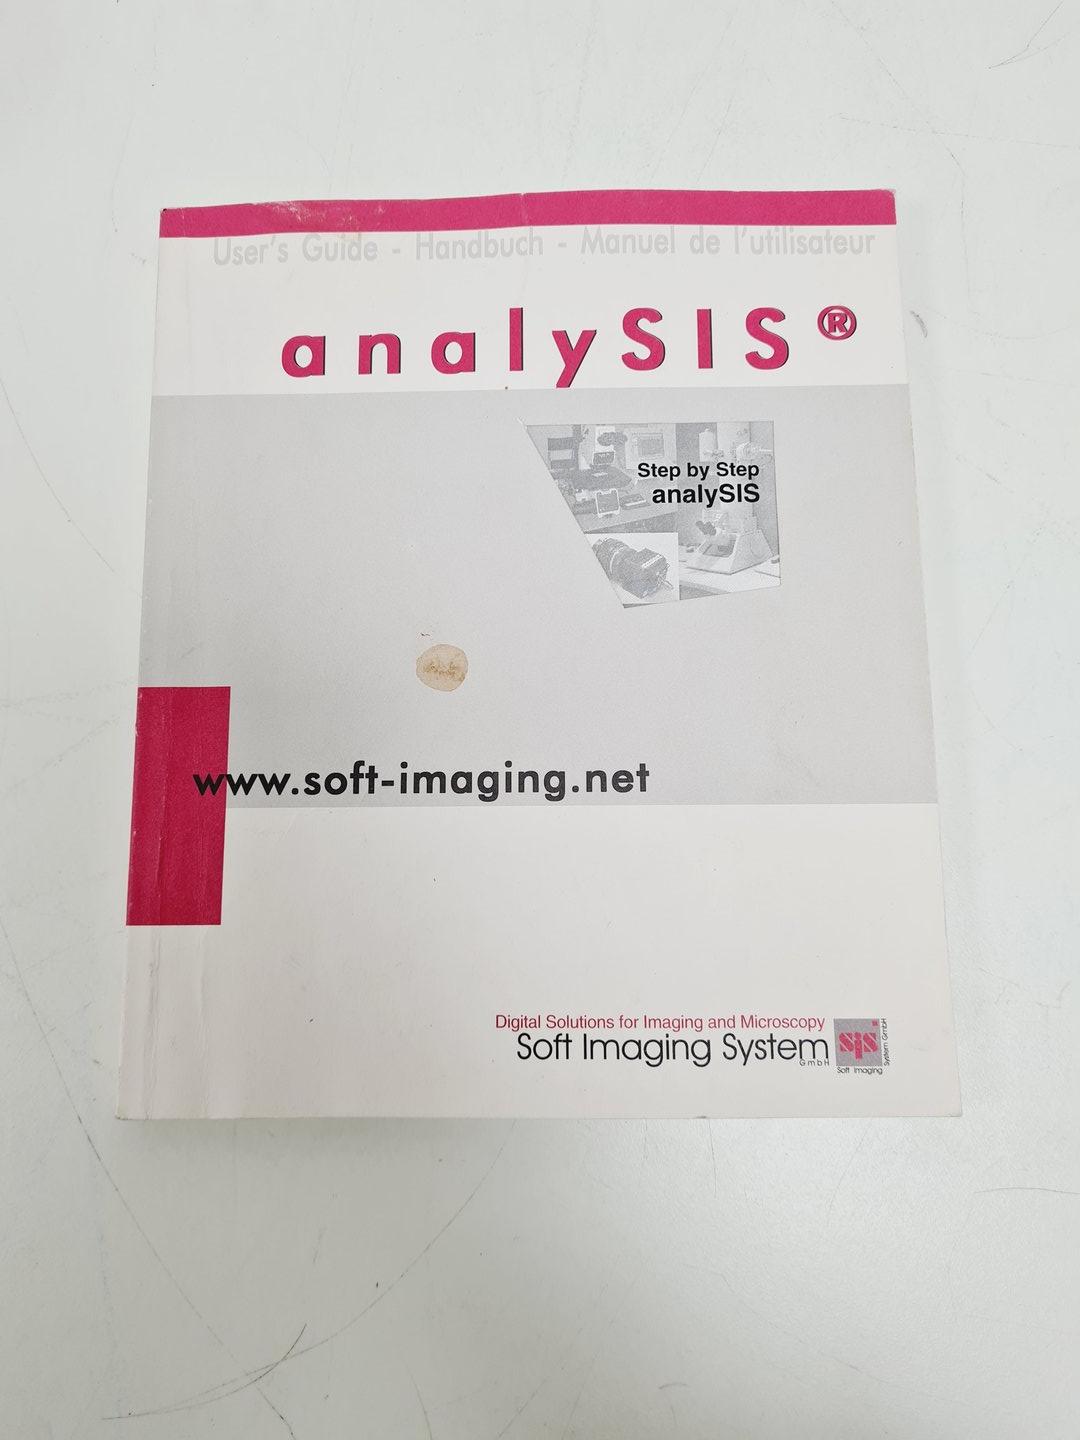 User's Guide - Handbuch - Manuel de l'utilisateur
analySIS®
Step by Step
analySIS
www.soft-imaging.net
Digital Solutions for Imaging and Microscopy
Soft Imaging System
GmbH
sis
Soft Imaging
System GmbH